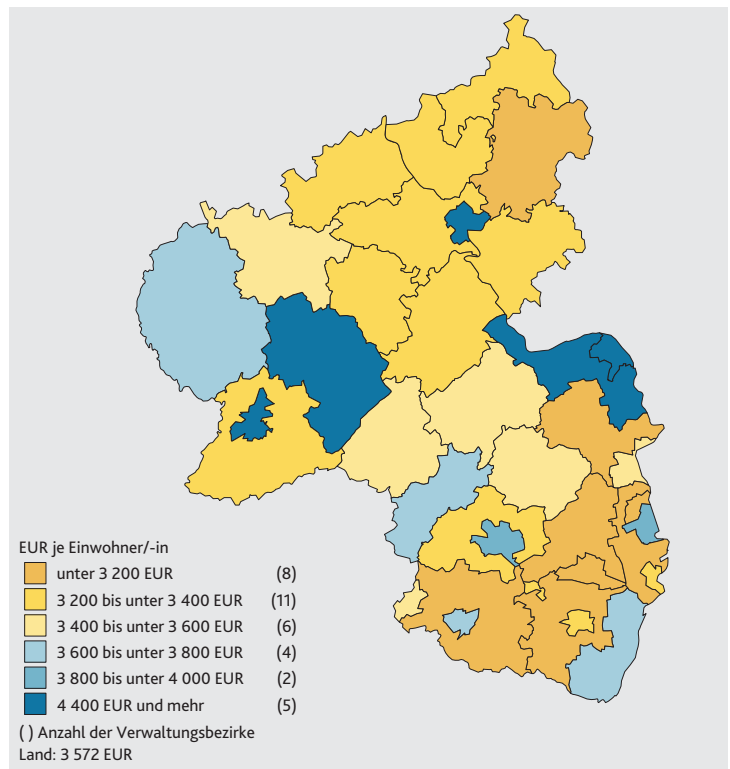 EUR je Einwohner/-in
unter 3 200 EUR (8)
3 200 bis unter 3 400 EUR (11)
3 400 bis unter 3 600 EUR (6)
3 600 bis unter 3 800 EUR (4)
3 800 bis unter 4 000 EUR (2)
4 400 EUR und mehr (5)
( ) Anzahl der Verwaltungsbezirke
Land: 3 572 EUR